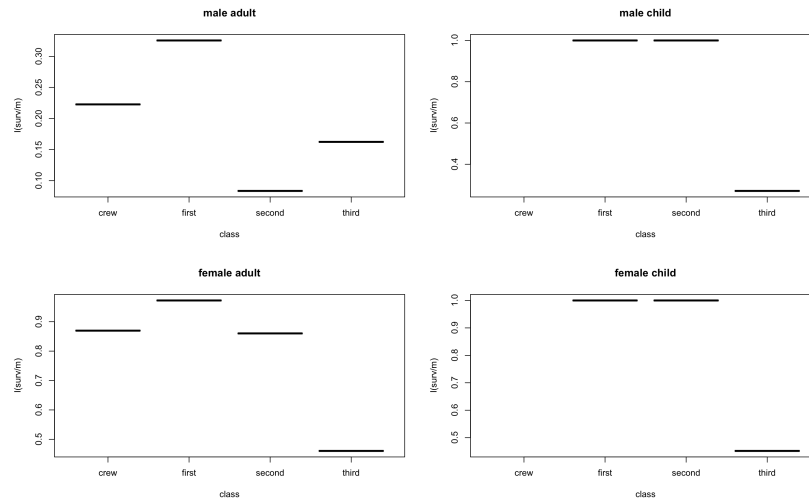 male adult
I(surv/m)
0.10 0.15 0.20 0.25 0.30
crew first second third
class
male child
I(surv/m)
0.4 0.6 0.8 1.0
crew first second third
class
female adult
I(surv/m)
0.5 0.6 0.7 0.8 0.9
crew first second third
class
female child
I(surv/m)
0.5 0.6 0.7 0.8 0.9 1.0
crew first second third
class